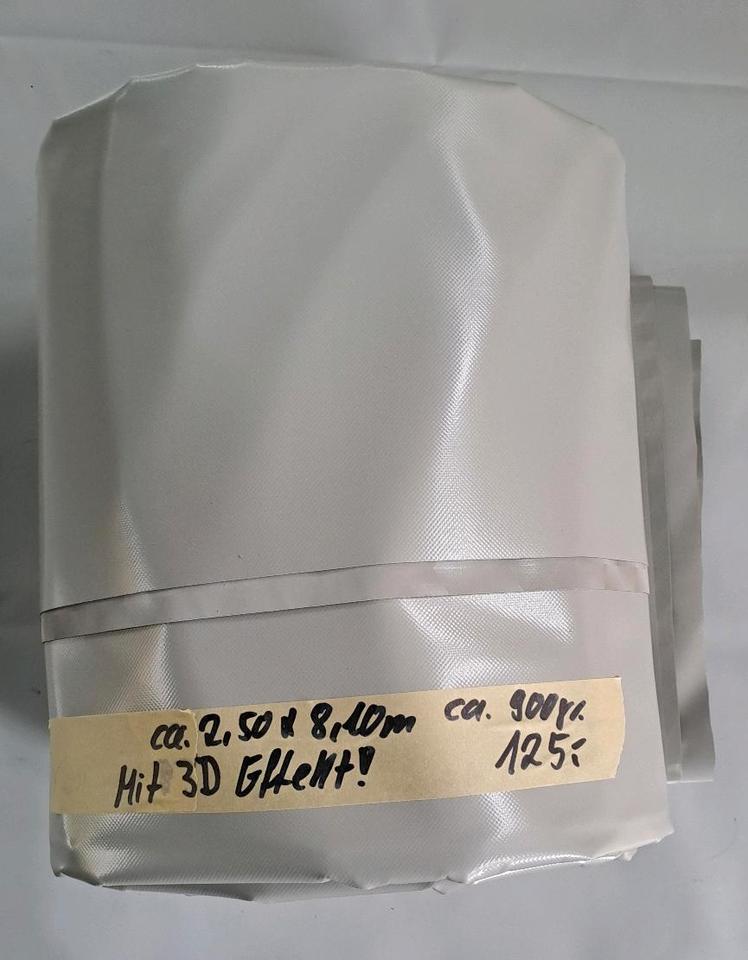 ca. 2,50 x 8,10m ca. 900gr.
Mit 3D Effekt! 125:-